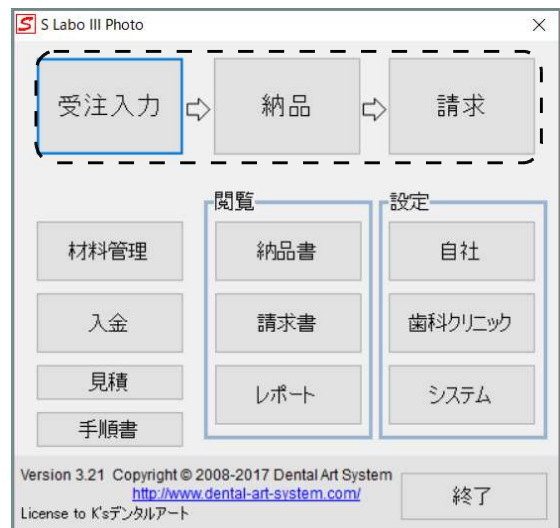 S Labo III Photo
受注入力 ⇨ 納品 ⇨ 請求
閲覧
設定
材料管理
納品書
自社
入金
請求書
歯科クリニック
見積
レポート
システム
手順書
Version 3.21 Copyright © 2008-2017 Dental Art System
http://www.dental-art-system.com/
License to K'sデンタルアート
終了